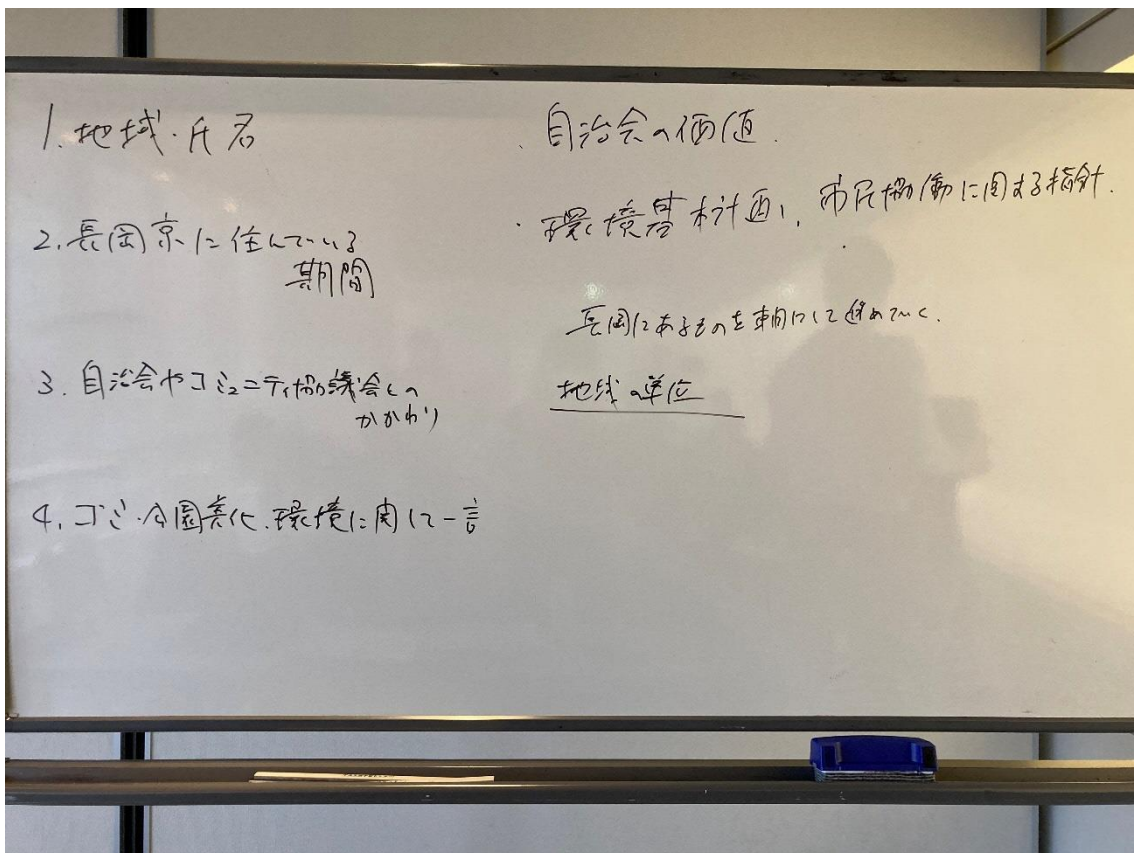 1. 地域・氏名
2. 長岡京に住んでいる
期間
3. 自治会やコミュニティ協議会との
かかわり
4. ゴミ・公園美化、環境に関して一言
・自治会の価値
・環境基本計画、市民協働に関する指針
長岡にあるものを軸にして進めていく。
地域の単位